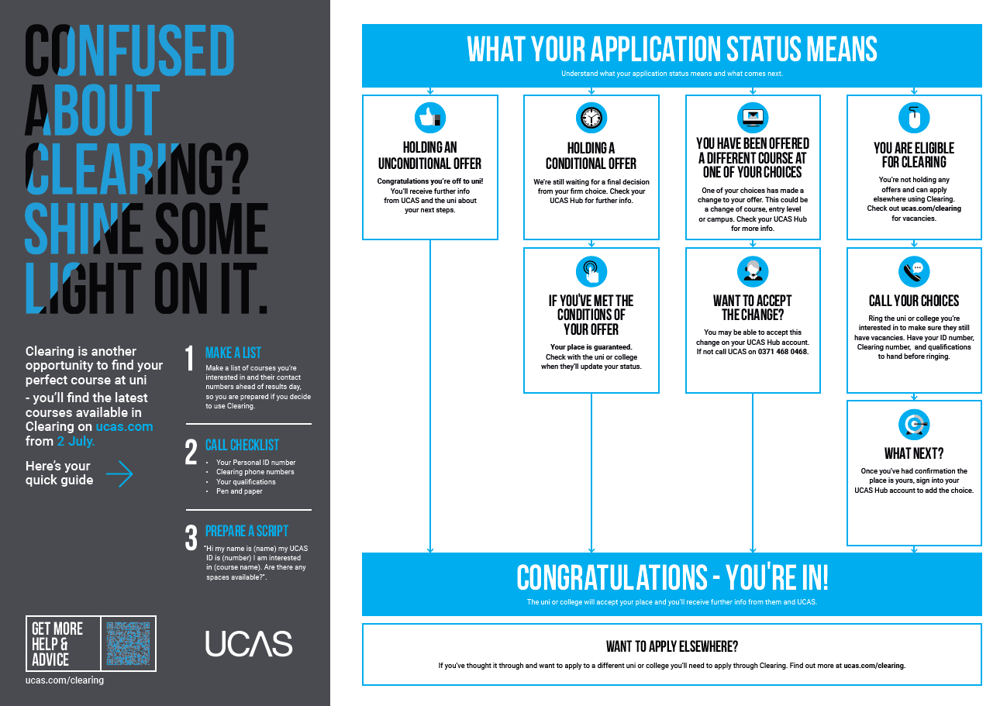 CONFUSED
ABOUT
CLEARING?
SHINE SOME
LIGHT ON IT.
Clearing is another
opportunity to find your
perfect course at uni
- you'll find the latest
courses available in
Clearing on ucas.com
from 2 July.
Here's your
quick guide
1
MAKE A LIST
Make a list of courses you're
interested in and their contact
numbers ahead of results day,
so you are prepared if you decide
to use Clearing.
2
CALL CHECKLIST
• Your Personal ID number
• Clearing phone numbers
• Your qualifications
• Pen and paper
3
PREPARE A SCRIPT
"Hi my name is (name) my UCAS
ID is (number) I am interested
in (course name). Are there any
spaces available?".
GET MORE
HELP &
ADVICE
ucas.com/clearing
UCAS
WHAT YOUR APPLICATION STATUS MEANS
Understand what your application status means and what comes next.
HOLDING AN
UNCONDITIONAL OFFER
Congratulations you're off to uni!
You'll receive further info
from UCAS and the uni about
your next steps.
HOLDING A
CONDITIONAL OFFER
We're still waiting for a final decision
from your firm choice. Check your
UCAS Hub for further info.
IF YOU'VE MET THE
CONDITIONS OF
YOUR OFFER
Your place is guaranteed.
Check with the uni or college
when they'll update your status.
YOU HAVE BEEN OFFERED
A DIFFERENT COURSE AT
ONE OF YOUR CHOICES
One of your choices has made a
change to your offer. This could be
a change of course, entry level
or campus. Check your UCAS Hub
for more info.
WANT TO ACCEPT
THE CHANGE?
You may be able to accept this
change on your UCAS Hub account.
If not call UCAS on 0371 468 0468.
YOU ARE ELIGIBLE
FOR CLEARING
You're not holding any
offers and can apply
elsewhere using Clearing.
Check out ucas.com/clearing
for vacancies.
CALL YOUR CHOICES
Ring the uni or college you're
interested in to make sure they still
have vacancies. Have your ID number,
Clearing number, and qualifications
to hand before ringing.
WHAT NEXT?
Once you've had confirmation the
place is yours, sign into your
UCAS Hub account to add the choice.
CONGRATULATIONS - YOU'RE IN!
The uni or college will accept your place and you'll receive further info from them and UCAS.
WANT TO APPLY ELSEWHERE?
If you've thought it through and want to apply to a different uni or college you'll need to apply through Clearing. Find out more at ucas.com/clearing.